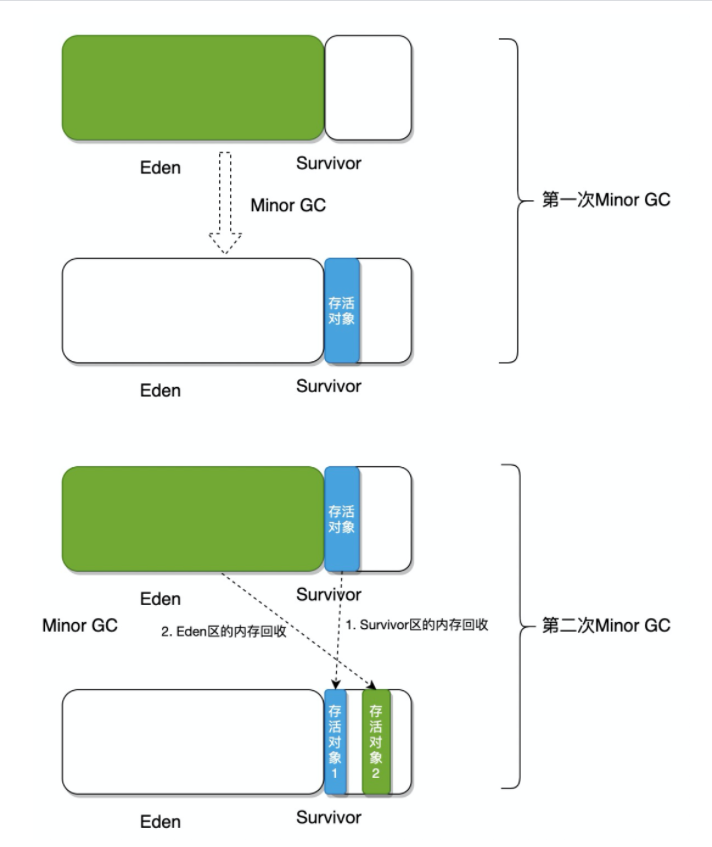 Eden
Survivor
Minor GC
第一次Minor GC
存活
对象
Eden
Survivor
存活
对象
Eden
Survivor
Minor GC
2. Eden区的内存回收
1. Survivor区的内存回收
第二次Minor GC
存活对象1
存活对象2
Eden
Survivor